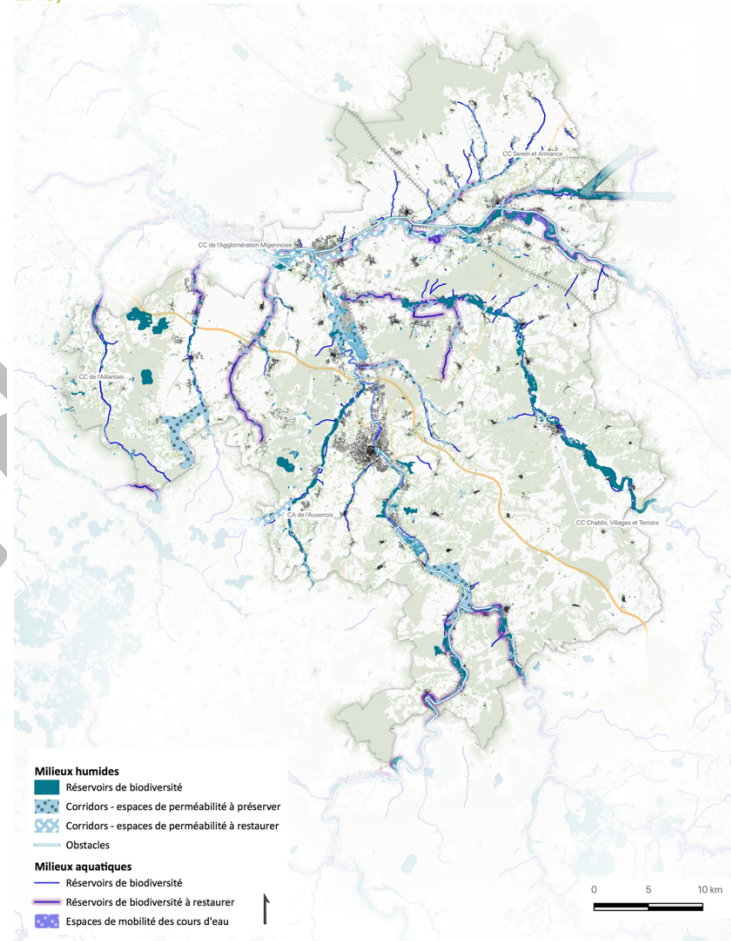 CC Serein et Armance
CC de l'Agglomération Migennoise
CC de l'Aillantais
CA de l'Auxerrois
CC Chablis, Villages et Terroirs
Milieux humides
Réservoirs de biodiversité
Corridors - espaces de perméabilité à préserver
Corridors - espaces de perméabilité à restaurer
Obstacles
Milieux aquatiques
Réservoirs de biodiversité
Réservoirs de biodiversité à restaurer
Espaces de mobilité des cours d'eau
0 5 10 km